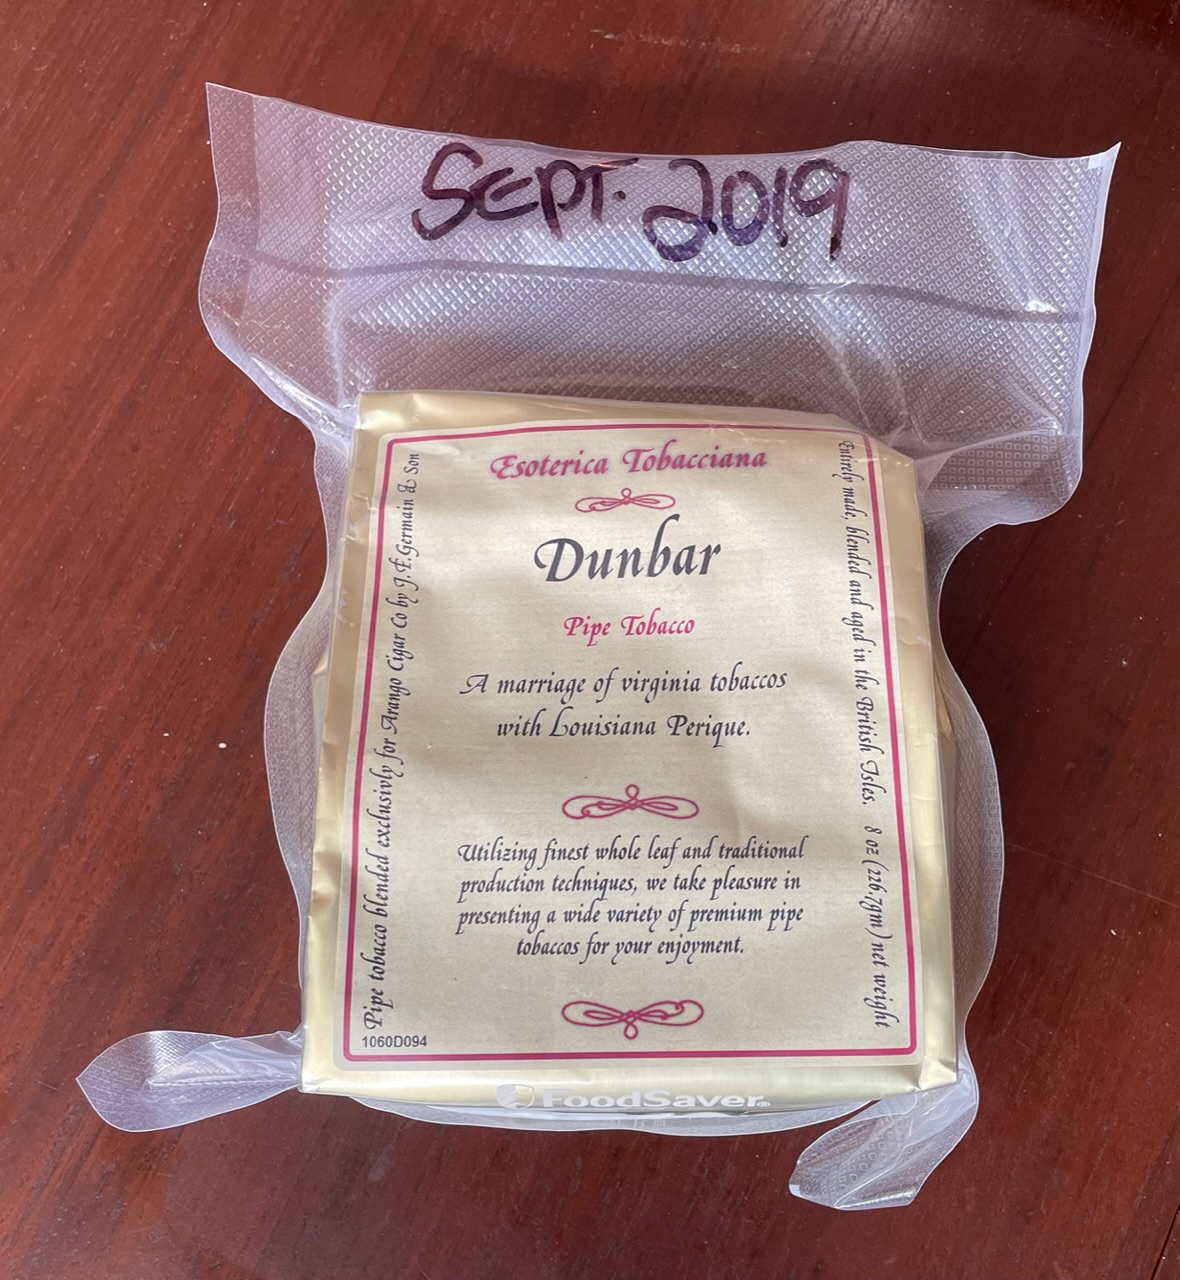 SEPT. 2019
Esoterica Tobacciana
Dunbar
Pipe Tobacco
A marriage of virginia tobaccos
with Louisiana Perique.
Utilizing finest whole leaf and traditional
production techniques, we take pleasure in
presenting a wide variety of premium pipe
tobaccos for your enjoyment.
Pipe tobacco blended exclusivly for Arango Cigar Co by J.F.Germain & Son
Entirely made, blended and aged in the British Isles. 8 oz (226.7gm) net weight
1060D094
FoodSaver®